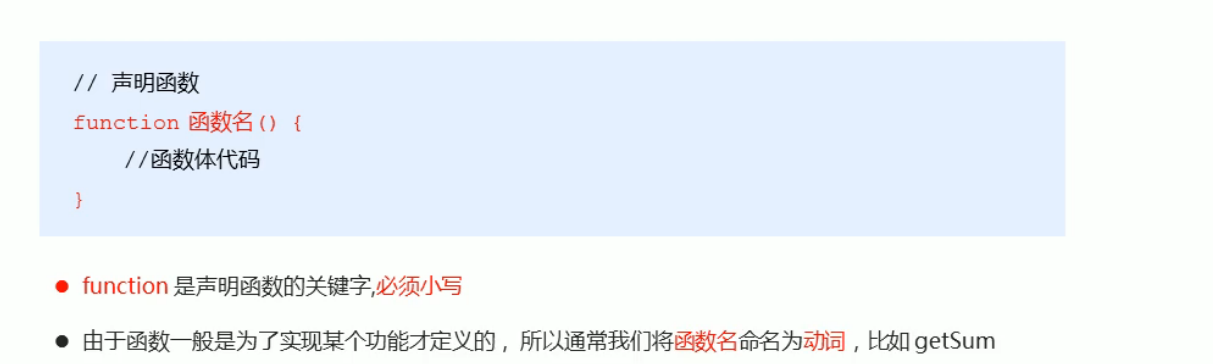 // 声明函数
function 函数名() {
//函数体代码
}
● function 是声明函数的关键字,必须小写
● 由于函数一般是为了实现某个功能才定义的，所以通常我们将函数名命名为动词，比如 getSum